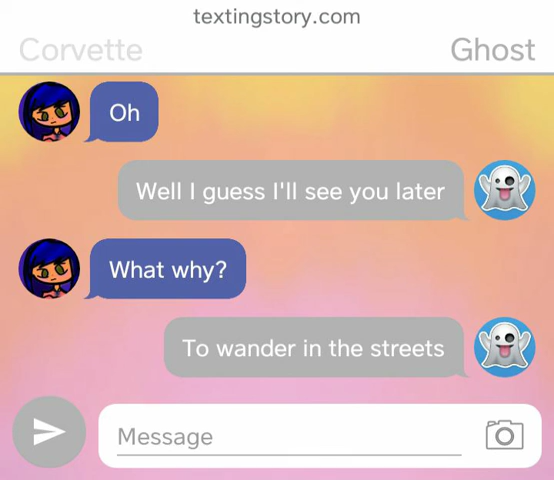 textingstory.com
Corvette
Ghost
Oh
Well I guess I'll see you later
What why?
To wander in the streets
Message